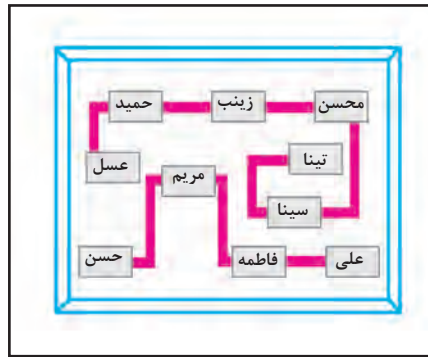 محسن
زینب
حمید
تینا
عسل
مریم
سینا
علی
فاطمه
حسن